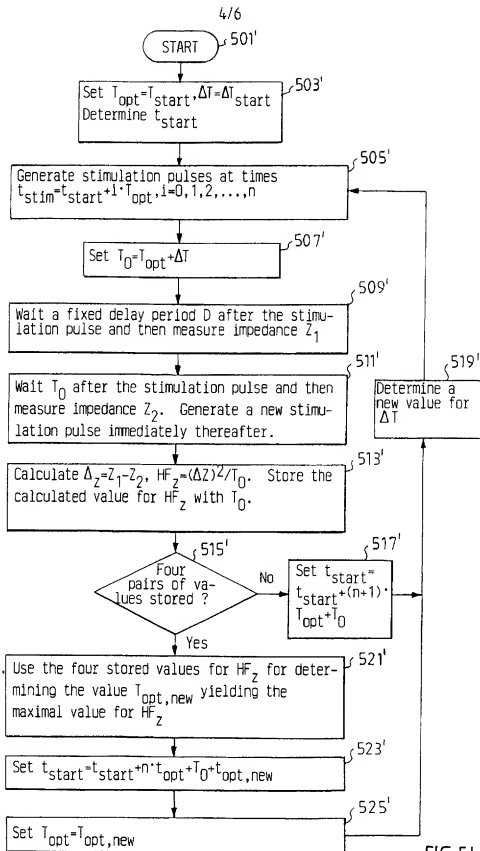 4/6
START
501'
Set T_opt=T_start,ΔT=ΔT_start
Determine t_start
503'
Generate stimulation pulses at times
t_stim=t_start+i·T_opt,i=0,1,2,...,n
505'
Set T_0=T_opt+ΔT
507'
Wait a fixed delay period D after the stimu-
lation pulse and then measure impedance Z_1
509'
Wait T_0 after the stimulation pulse and then
measure impedance Z_2. Generate a new stimu-
lation pulse immediately thereafter.
511'
Determine a
new value for
ΔT
519'
Calculate Δ_Z=Z_1-Z_2, HF_Z=(ΔZ)²/T_0. Store the
calculated value for HF_Z with T_0.
513'
Four
pairs of va-
lues stored ?
515'
No
Set t_start=
t_start+(n+1)·
T_opt+T_0
517'
Yes
Use the four stored values for HF_Z for deter-
mining the value T_opt,new yielding the
maximal value for HF_Z
521'
Set t_start=t_start+n·t_opt+T_0+t_opt,new
523'
Set T_opt=T_opt,new
525'